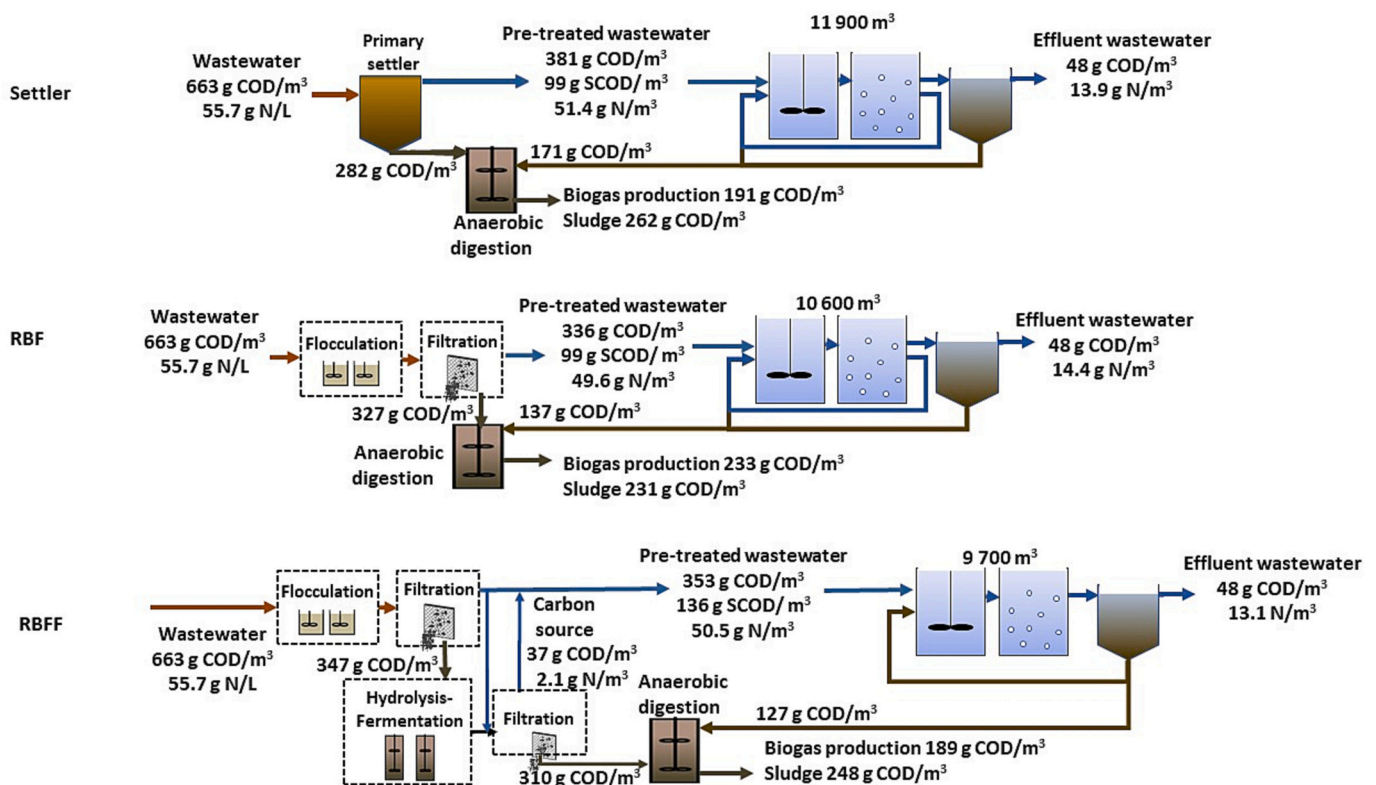 Settler
Wastewater
663 g COD/m³
55.7 g N/L
Primary
settler
Pre-treated wastewater
381 g COD/m³
99 g SCOD/ m³
51.4 g N/m³
11 900 m³
Effluent wastewater
48 g COD/m³
13.9 g N/m³
282 g COD/m³
171 g COD/m³
Anaerobic
digestion
Biogas production 191 g COD/m³
Sludge 262 g COD/m³
RBF
Wastewater
663 g COD/m³
55.7 g N/L
Flocculation
Filtration
Pre-treated wastewater
336 g COD/m³
99 g SCOD/ m³
49.6 g N/m³
10 600 m³
Effluent wastewater
48 g COD/m³
14.4 g N/m³
327 g COD/m³
137 g COD/m³
Anaerobic
digestion
Biogas production 233 g COD/m³
Sludge 231 g COD/m³
RBFF
Wastewater
663 g COD/m³
55.7 g N/L
Flocculation
Filtration
347 g COD/m³
Hydrolysis-
Fermentation
Carbon
source
37 g COD/m³
2.1 g N/m³
Filtration
310 g COD/m³
Pre-treated wastewater
353 g COD/m³
136 g SCOD/m³
50.5 g N/m³
9 700 m³
Effluent wastewater
48 g COD/m³
13.1 N/m³
Anaerobic
digestion
127 g COD/m³
Biogas production 189 g COD/m³
Sludge 248 g COD/m³